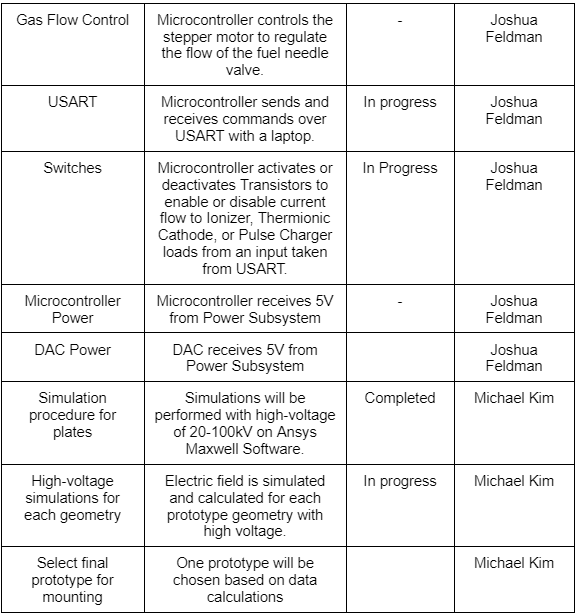 Gas Flow Control
Microcontroller controls the
stepper motor to regulate
the flow of the fuel needle
valve.
-
Joshua
Feldman
USART
Microcontroller sends and
receives commands over
USART with a laptop.
In progress
Joshua
Feldman
Switches
Microcontroller activates or
deactivates Transistors to
enable or disable current
flow to Ionizer, Thermionic
Cathode, or Pulse Charger
loads from an input taken
from USART.
In Progress
Joshua
Feldman
Microcontroller
Power
Microcontroller receives 5V
from Power Subsystem
-
Joshua
Feldman
DAC Power
DAC receives 5V from
Power Subsystem
Joshua
Feldman
Simulation
procedure for
plates
Simulations will be
performed with high-voltage
of 20-100kV on Ansys
Maxwell Software.
Completed
Michael Kim
High-voltage
simulations for
each geometry
Electric field is simulated
and calculated for each
prototype geometry with
high voltage.
In progress
Michael Kim
Select final
prototype for
mounting
One prototype will be
chosen based on data
calculations
Michael Kim